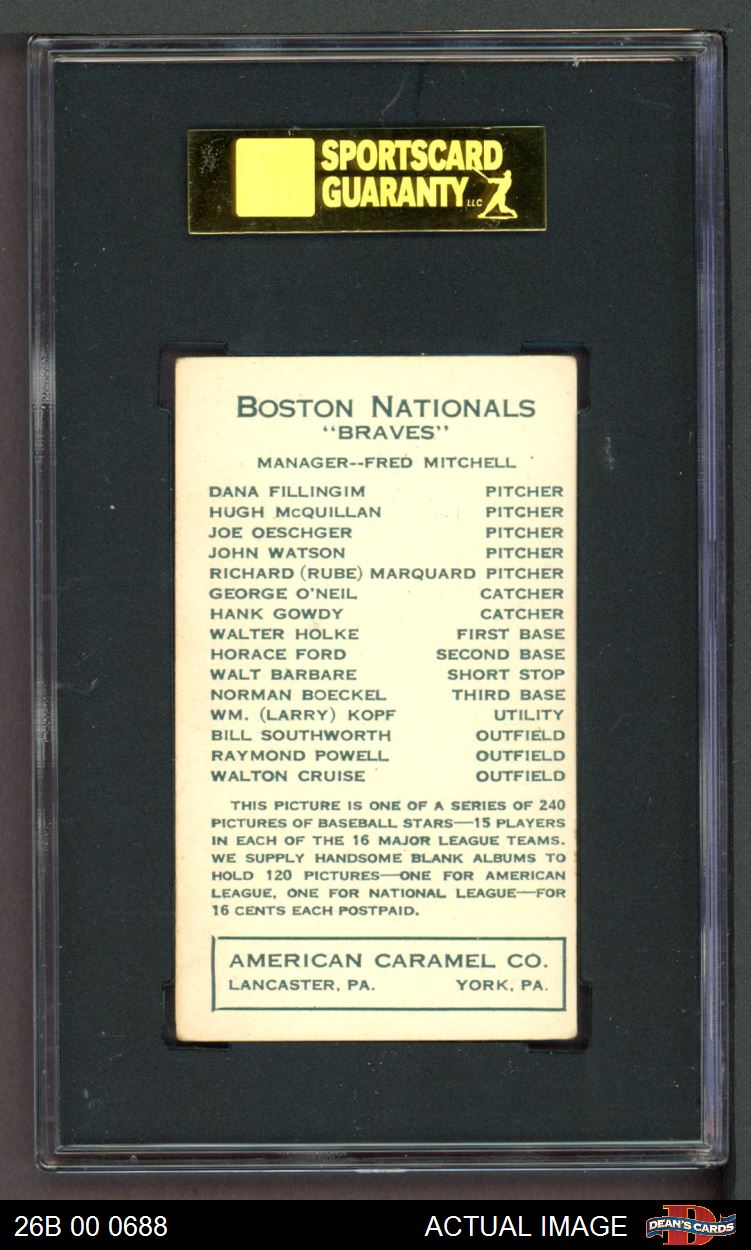 SPORTSCARD
GUARANTY LLC
BOSTON NATIONALS
"BRAVES"
MANAGER--FRED MITCHELL
DANA FILLINGIM PITCHER
HUGH McQUILLAN PITCHER
JOE OESCHGER PITCHER
JOHN WATSON PITCHER
RICHARD (RUBE) MARQUARD PITCHER
GEORGE O'NEIL CATCHER
HANK GOWDY CATCHER
WALTER HOLKE FIRST BASE
HORACE FORD SECOND BASE
WALT BARBARE SHORT STOP
NORMAN BOECKEL THIRD BASE
WM. (LARRY) KOPF UTILITY
BILL SOUTHWORTH OUTFIELD
RAYMOND POWELL OUTFIELD
WALTON CRUISE OUTFIELD
THIS PICTURE IS ONE OF A SERIES OF 240
PICTURES OF BASEBALL STARS—15 PLAYERS
IN EACH OF THE 16 MAJOR LEAGUE TEAMS.
WE SUPPLY HANDSOME BLANK ALBUMS TO
HOLD 120 PICTURES—ONE FOR AMERICAN
LEAGUE, ONE FOR NATIONAL LEAGUE—FOR
16 CENTS EACH POSTPAID.
AMERICAN CARAMEL CO.
LANCASTER, PA. YORK, PA.
26B 00 0688 ACTUAL IMAGE DEAN'S CARDS